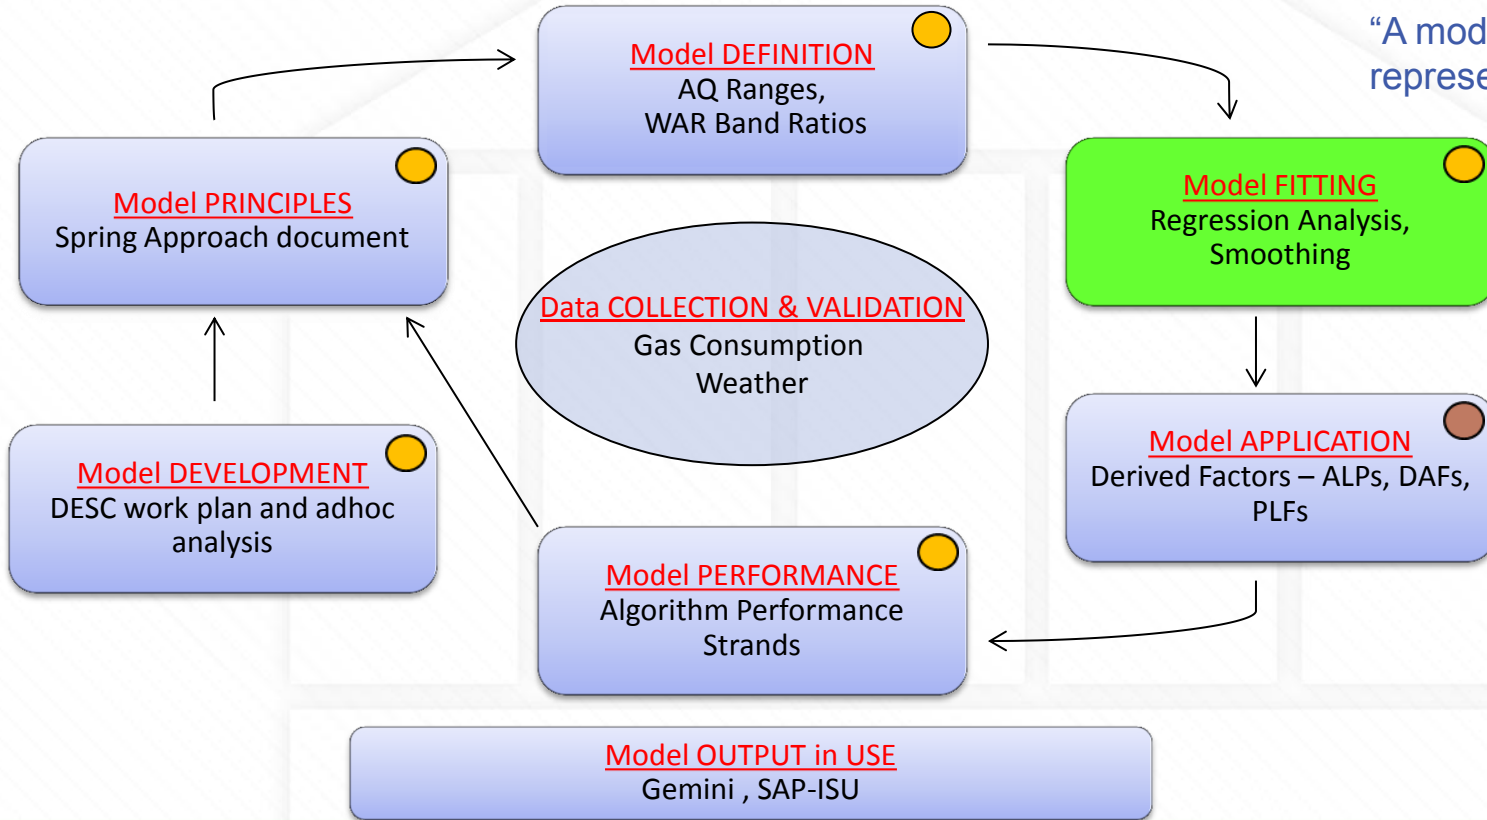 Model DEFINITION
AQ Ranges,
WAR Band Ratios
“A mod
represe
Model PRINCIPLES
Spring Approach document
Model FITTING
Regression Analysis,
Smoothing
Data COLLECTION & VALIDATION
Gas Consumption
Weather
Model DEVELOPMENT
DESC work plan and adhoc
analysis
Model APPLICATION
Derived Factors – ALPs, DAFs,
PLFs
Model PERFORMANCE
Algorithm Performance
Strands
Model OUTPUT in USE
Gemini , SAP-ISU